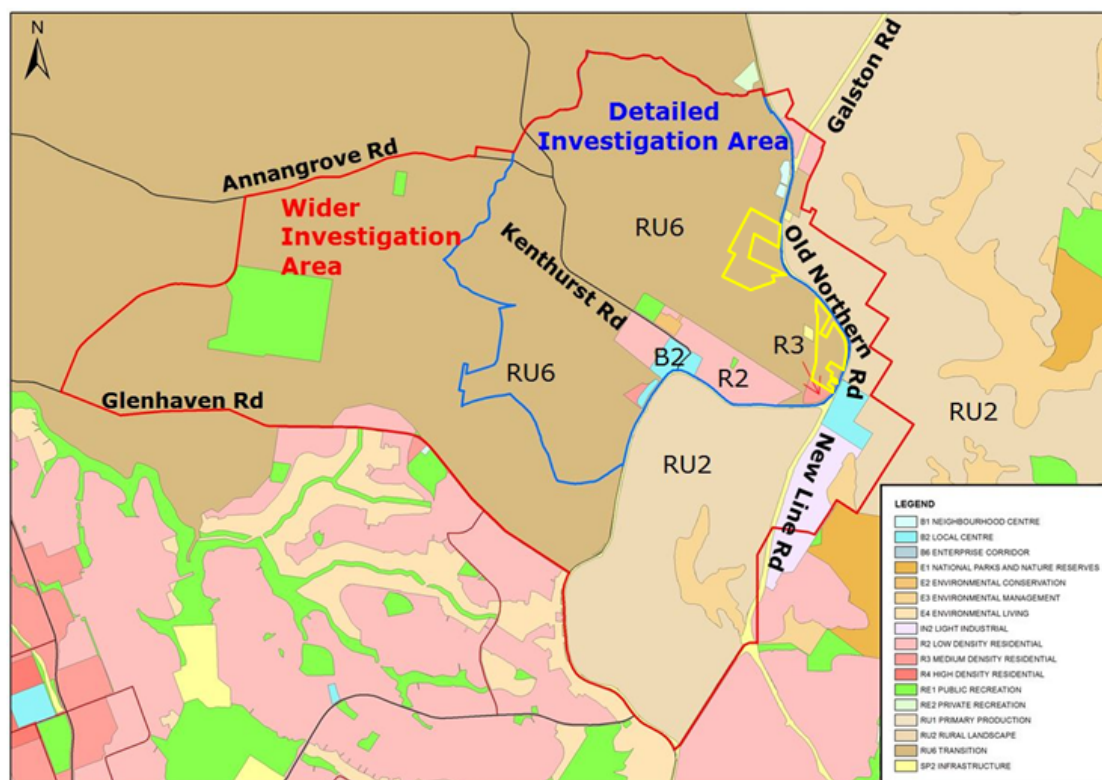 N
Galston Rd
Detailed
Investigation Area
Annangrove Rd
Wider
Investigation
Area
RU6
Kenthurst Rd
Old Northern Rd
B2
R3
R2
RU6
Glenhaven Rd
RU2
RU2
New Line Rd
LEGEND
B1 NEIGHBOURHOOD CENTRE
B2 LOCAL CENTRE
B6 ENTERPRISE CORRIDOR
E1 NATIONAL PARKS AND NATURE RESERVES
E2 ENVIRONMENTAL CONSERVATION
E3 ENVIRONMENTAL MANAGEMENT
E4 ENVIRONMENTAL LIVING
IN2 LIGHT INDUSTRIAL
R2 LOW DENSITY RESIDENTIAL
R3 MEDIUM DENSITY RESIDENTIAL
R4 HIGH DENSITY RESIDENTIAL
RE1 PUBLIC RECREATION
RE2 PRIVATE RECREATION
RU1 PRIMARY PRODUCTION
RU2 RURAL LANDSCAPE
RU6 TRANSITION
SP2 INFRASTRUCTURE